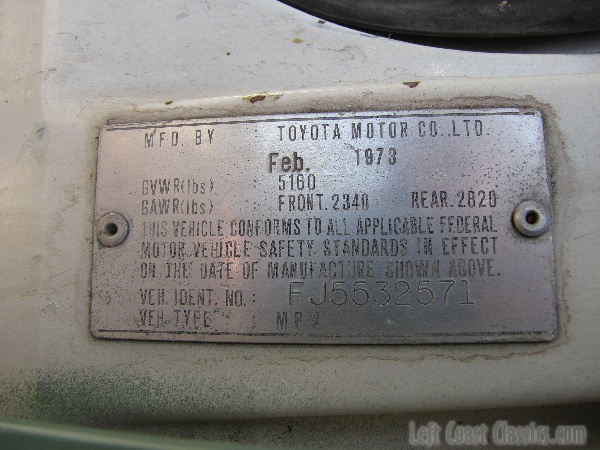 MFD. BY : TOYOTA MOTOR CO., LTD.
Feb. 1973
GVWR(lbs) : 5160
GAWR(lbs) : FRONT.2340 REAR.2820
THIS VEHICLE CONFORMS TO ALL APPLICABLE FEDERAL
MOTOR VEHICLE SAFETY STANDARDS IN EFFECT
ON THE DATE OF MANUFACTURE SHOWN ABOVE.
VEH. IDENT. NO. : FJ5532571
VEH. TYPE : M P V
Left Coast Classics.com